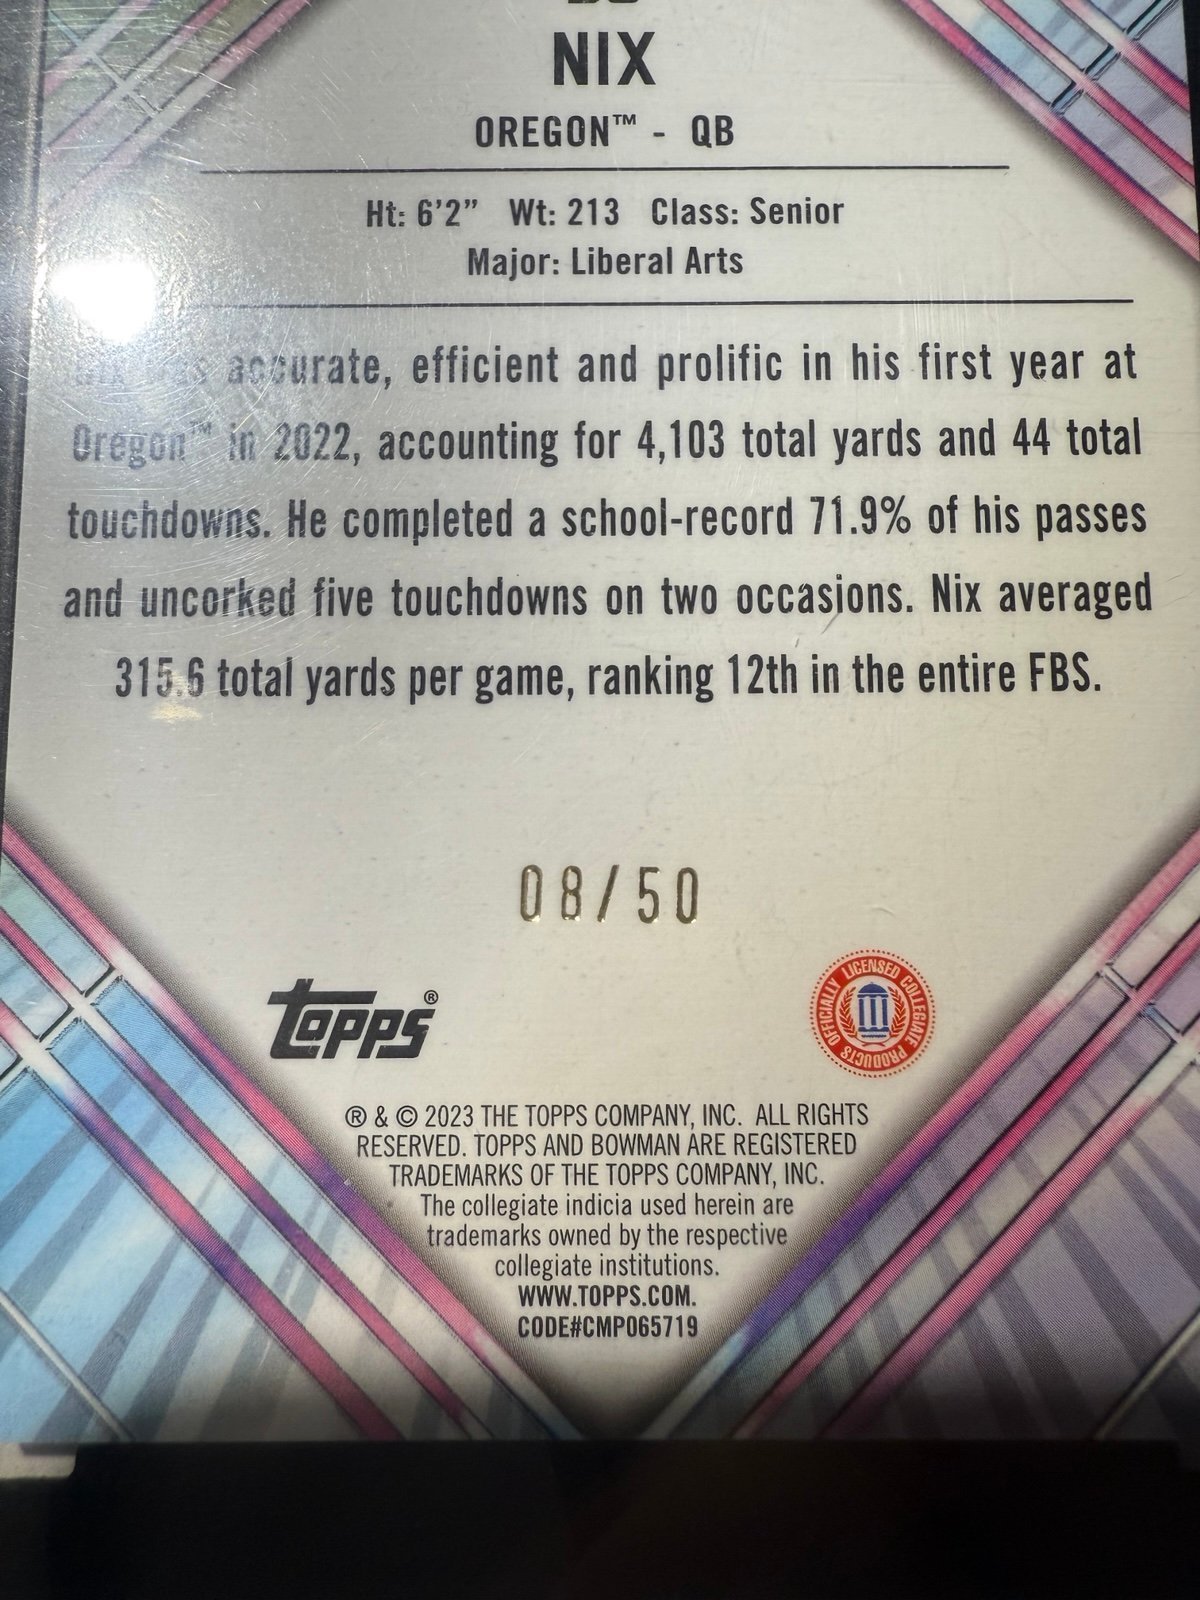 NIX
OREGON™ - QB
Ht: 6'2" Wt: 213 Class: Senior
Major: Liberal Arts
accurate, efficient and prolific in his first year at
Oregon™ in 2022, accounting for 4,103 total yards and 44 total
touchdowns. He completed a school-record 71.9% of his passes
and uncorked five touchdowns on two occasions. Nix averaged
315.6 total yards per game, ranking 12th in the entire FBS.
08/50
Topps®
OFFICIALLY LICENSED COLLEGIATE PRODUCTS
® & © 2023 THE TOPPS COMPANY, INC. ALL RIGHTS
RESERVED. TOPPS AND BOWMAN ARE REGISTERED
TRADEMARKS OF THE TOPPS COMPANY, INC.
The collegiate indicia used herein are
trademarks owned by the respective
collegiate institutions.
WWW.TOPPS.COM.
CODE#CMP065719